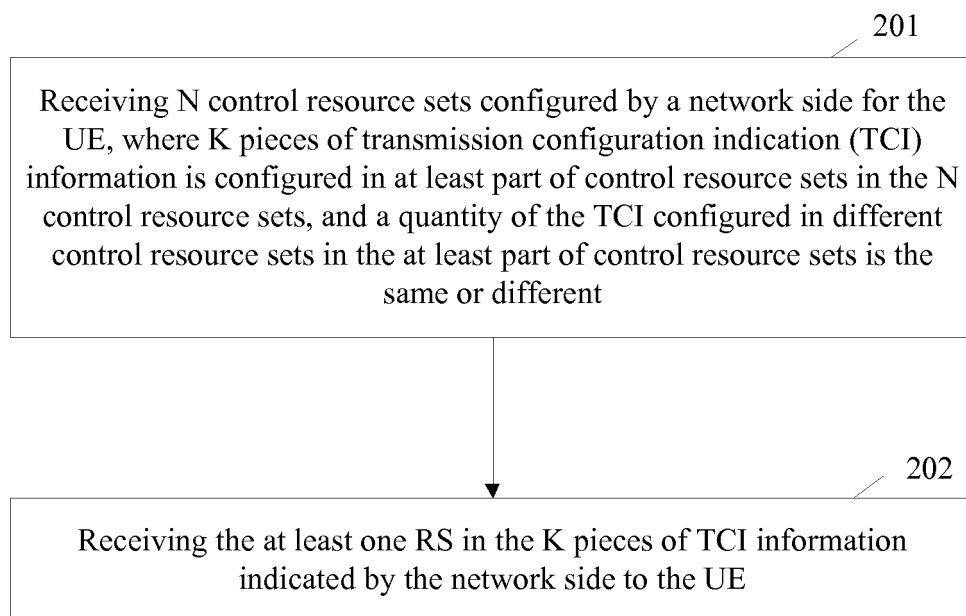 201
Receiving N control resource sets configured by a network side for the
UE, where K pieces of transmission configuration indication (TCI)
information is configured in at least part of control resource sets in the N
control resource sets, and a quantity of the TCI configured in different
control resource sets in the at least part of control resource sets is the
same or different
202
Receiving the at least one RS in the K pieces of TCI information
indicated by the network side to the UE